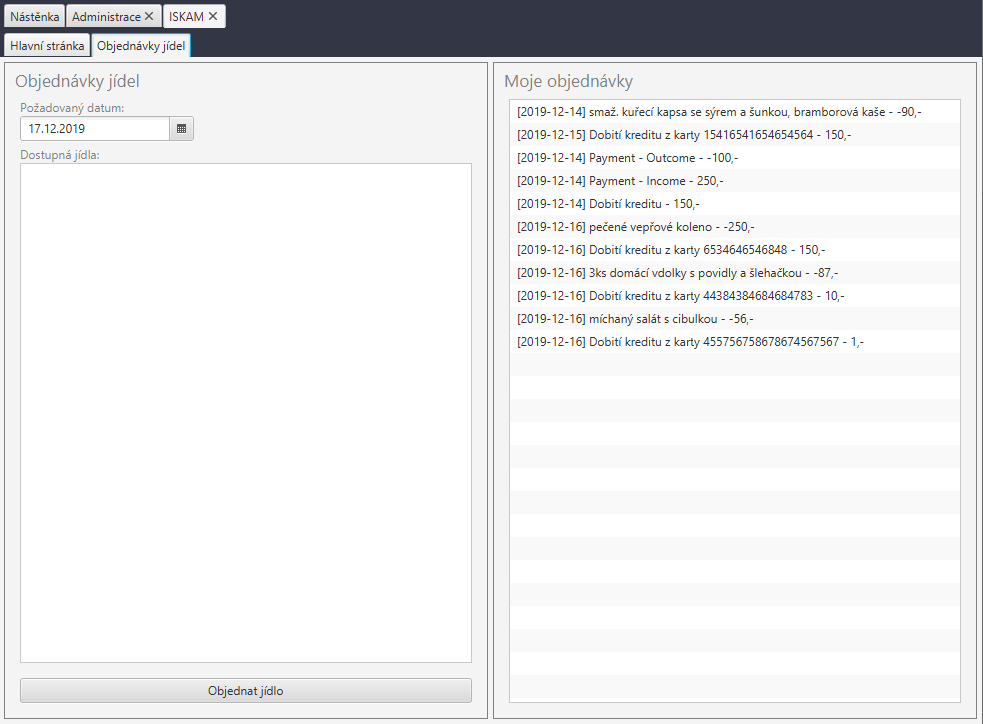 Nástěnka Administrace ISKAM
Hlavní stránka Objednávky jídel
Objednávky jídel
Požadovaný datum:
17.12.2019
Dostupná jídla:
Objednat jídlo
Moje objednávky
[2019-12-14] smaž. kuřecí kapsa se sýrem a šunkou, bramborová kaše - -90,-
[2019-12-15] Dobití kreditu z karty 15416541654654564 - 150,-
[2019-12-14] Payment - Outcome - -100,-
[2019-12-14] Payment - Income - 250,-
[2019-12-14] Dobití kreditu - 150,-
[2019-12-16] pečené vepřové koleno - -250,-
[2019-12-16] Dobití kreditu z karty 6534646546848 - 150,-
[2019-12-16] 3ks domácí vdolky s povidly a šlehačkou - -87,-
[2019-12-16] Dobití kreditu z karty 44384384684684783 - 10,-
[2019-12-16] míchaný salát s cibulkou - -56,-
[2019-12-16] Dobití kreditu z karty 455756758678674567567 - 1,-